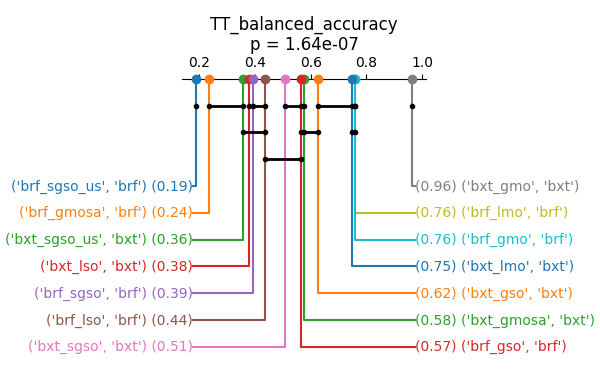 TT_balanced_accuracy
p = 1.64e-07
0.2 0.4 0.6 0.8 1.0
('brf_sgso_us', 'brf') (0.19)
(0.96) ('bxt_gmo', 'bxt')
('brf_gmosa', 'brf') (0.24)
(0.76) ('brf_lmo', 'brf')
('bxt_sgso_us', 'bxt') (0.36)
(0.76) ('brf_gmo', 'brf')
('bxt_lso', 'bxt') (0.38)
(0.75) ('bxt_lmo', 'bxt')
('brf_sgso', 'brf') (0.39)
(0.62) ('bxt_gso', 'bxt')
('brf_lso', 'brf') (0.44)
(0.58) ('bxt_gmosa', 'bxt')
('bxt_sgso', 'bxt') (0.51)
(0.57) ('brf_gso', 'brf')